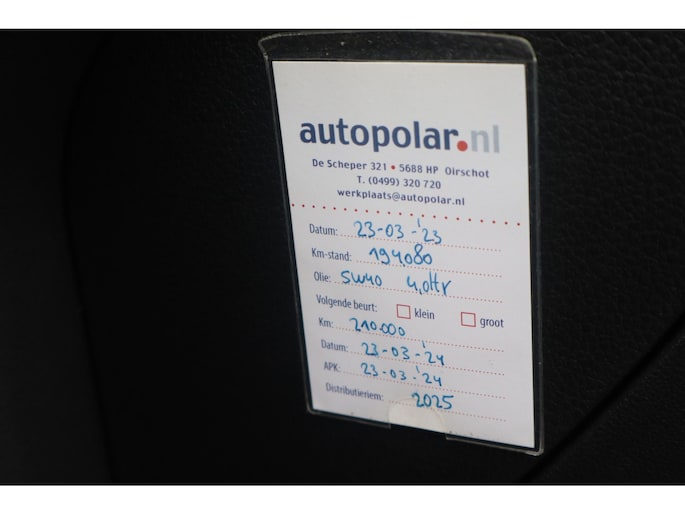 autopolar.nl
De Scheper 321 • 5688 HP Oirschot
T. (0499) 320 720
werkplaats@autopolar.nl
Datum: 23-03-'23
Km-stand: 194.080
Olie: 5W40 4,0ltr
Volgende beurt: klein groot
Km: 210.000
Datum: 23-03-'24
APK: 23-03-'24
Distributieriem: 2025